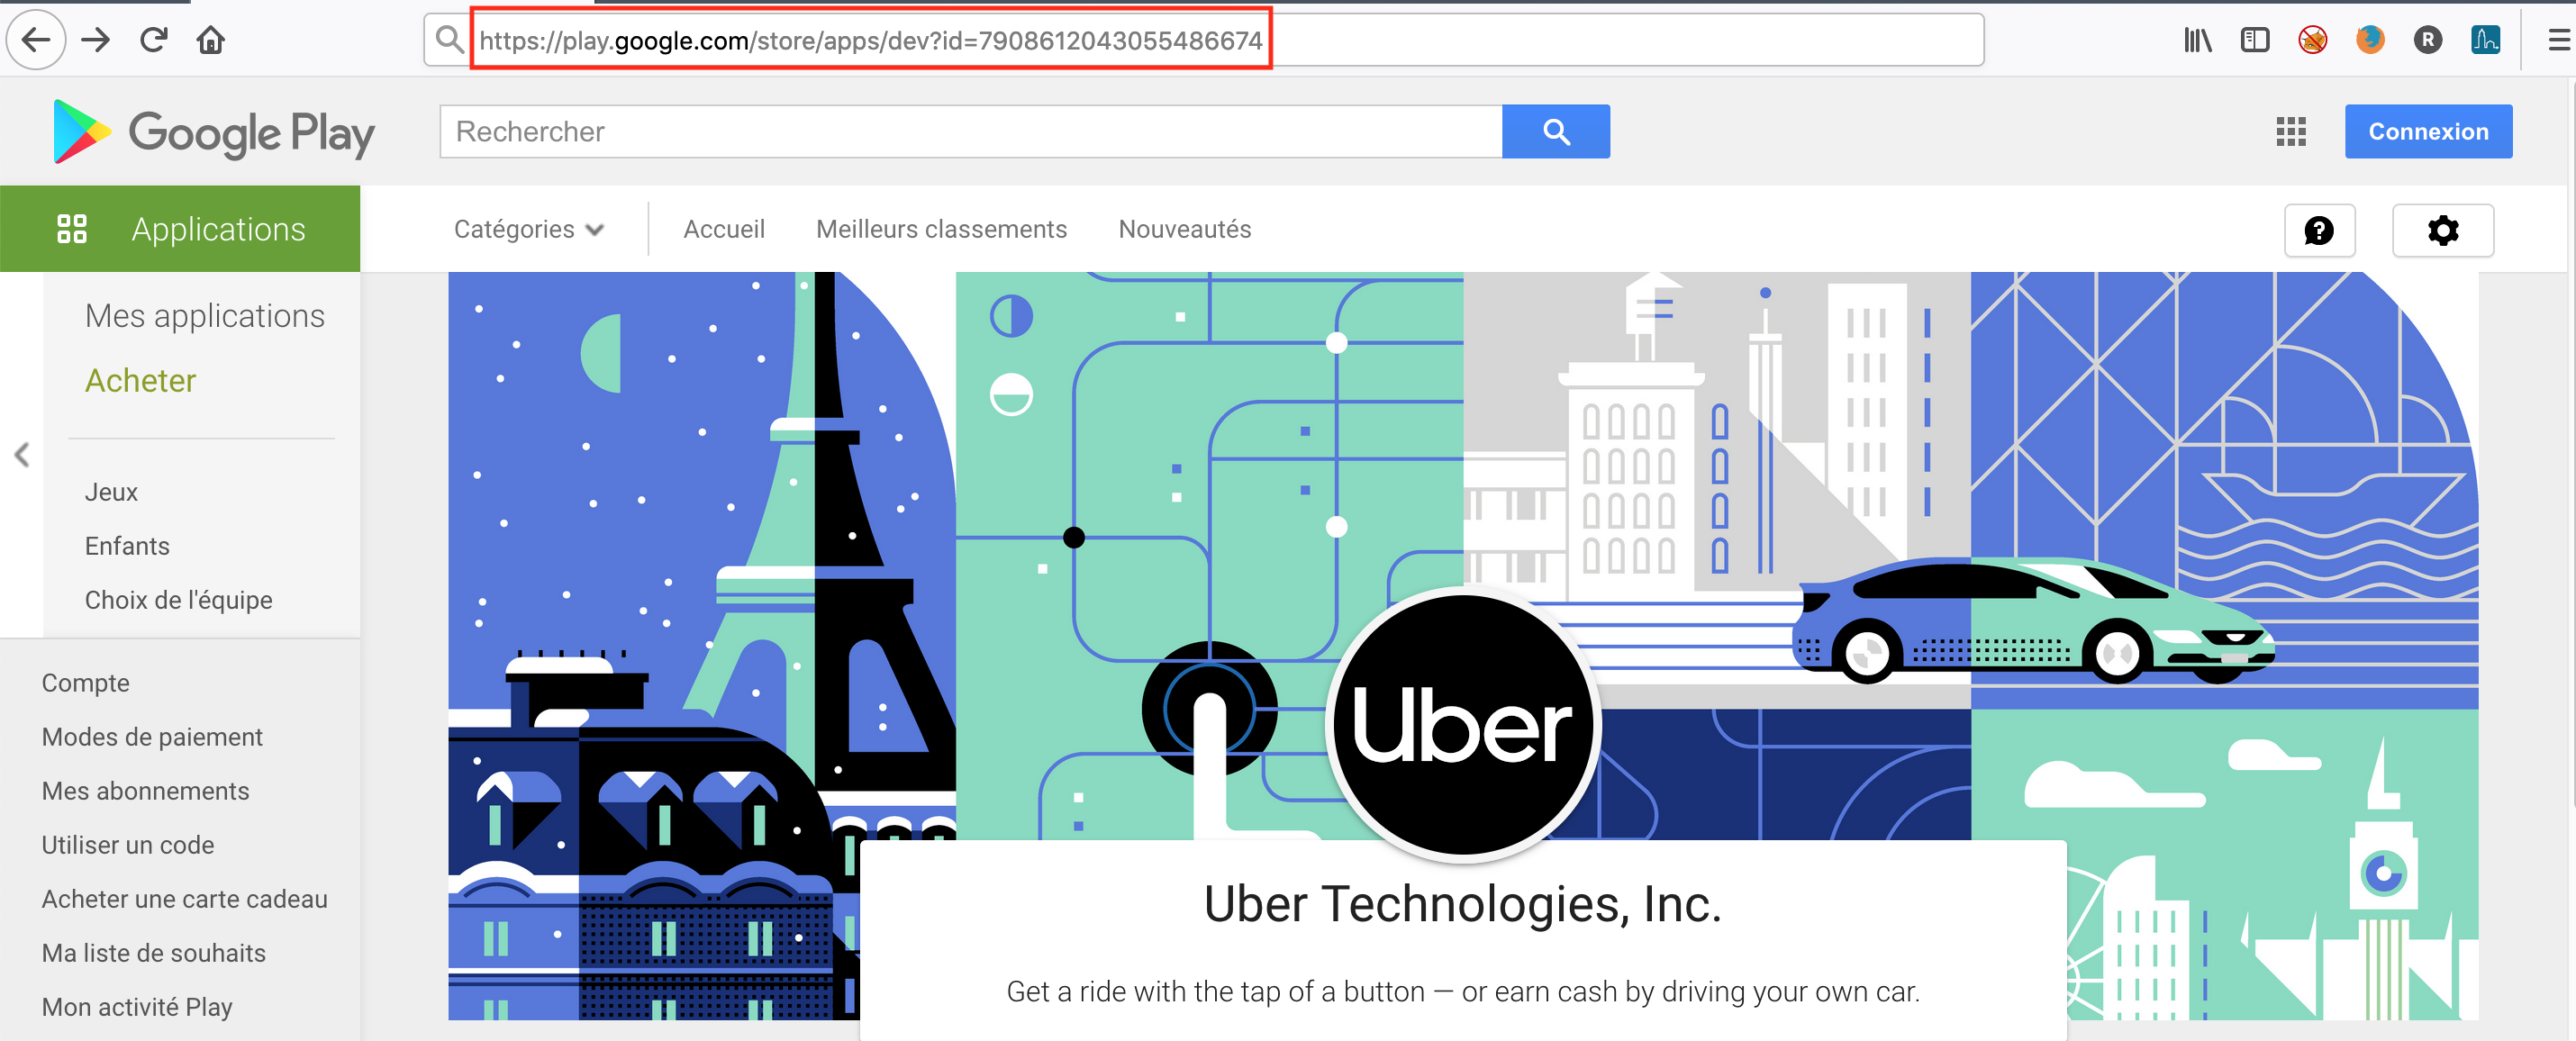 https://play.google.com/store/apps/dev?id=7908612043055486674
R
Google Play
Rechercher
Connexion
Applications
Catégories
Accueil
Meilleurs classements
Nouveautés
Mes applications
Acheter
Jeux
Enfants
Choix de l'équipe
Compte
Modes de paiement
Mes abonnements
Utiliser un code
Acheter une carte cadeau
Ma liste de souhaits
Mon activité Play
Uber
Uber Technologies, Inc.
Get a ride with the tap of a button — or earn cash by driving your own car.